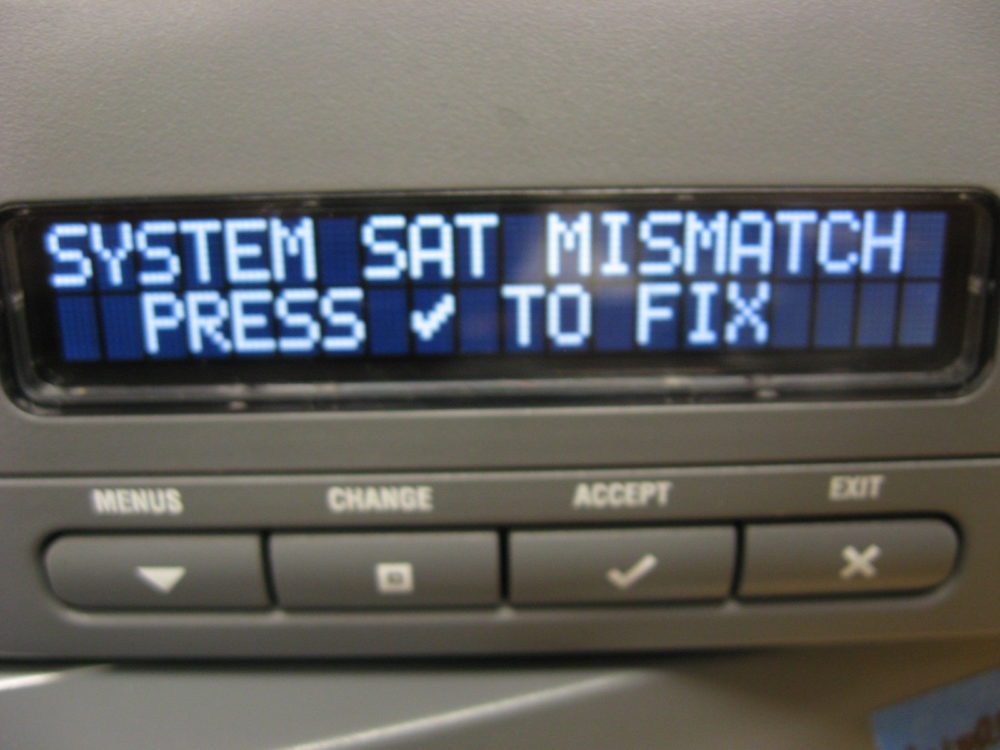 SYSTEM SAT MISMATCH
PRESS ✓ TO FIX
MENUS CHANGE ACCEPT EXIT